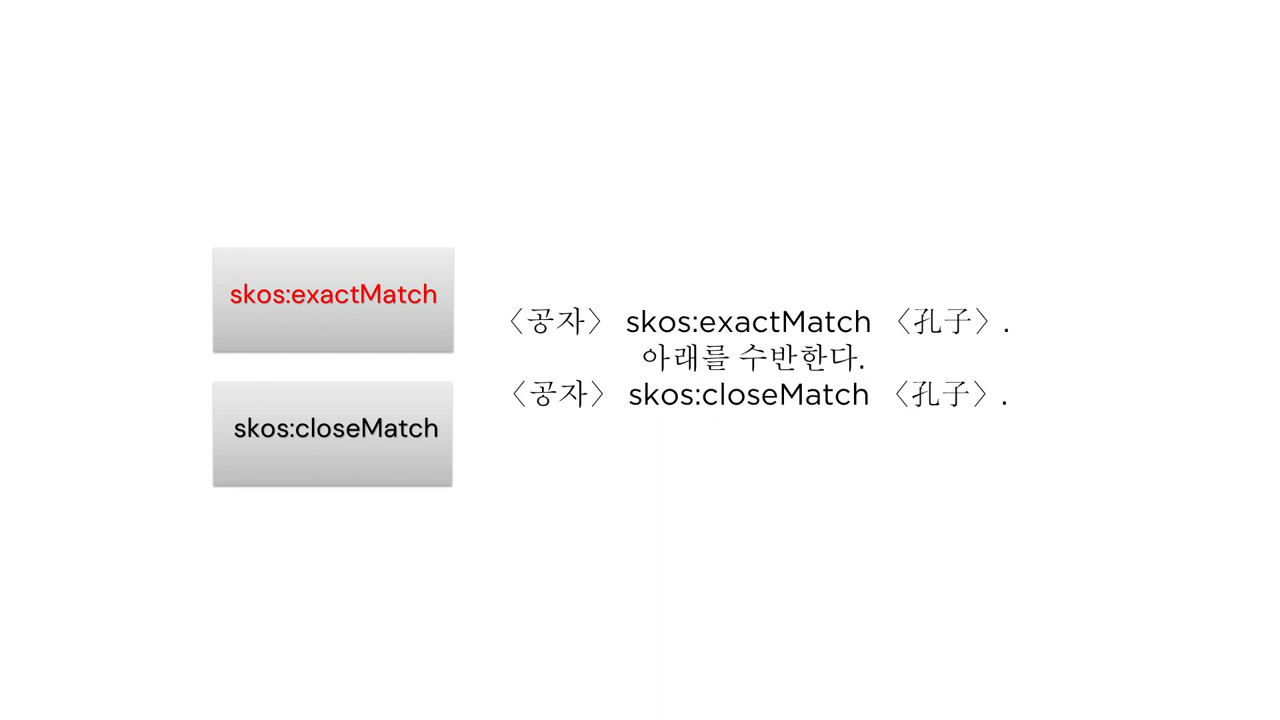 skos:exactMatch
skos:closeMatch
〈공자〉 skos:exactMatch 〈孔子〉.
아래를 수반한다.
〈공자〉 skos:closeMatch 〈孔子〉.